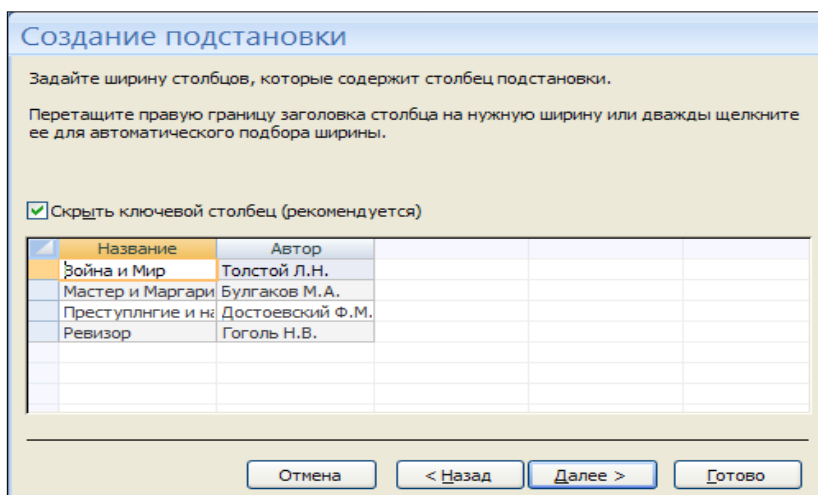 Создание подстановки
Задайте ширину столбцов, которые содержит столбец подстановки.
Перетащите правую границу заголовка столбца на нужную ширину или дважды щелкните
ее для автоматического подбора ширины.
Скрыть ключевой столбец (рекомендуется)
Название Автор
Война и Мир Толстой Л.Н.
Мастер и Маргари Булгаков М.А.
Преступлнгие и на Достоевский Ф.М.
Ревизор Гоголь Н.В.
Отмена < Назад Далее > Готово